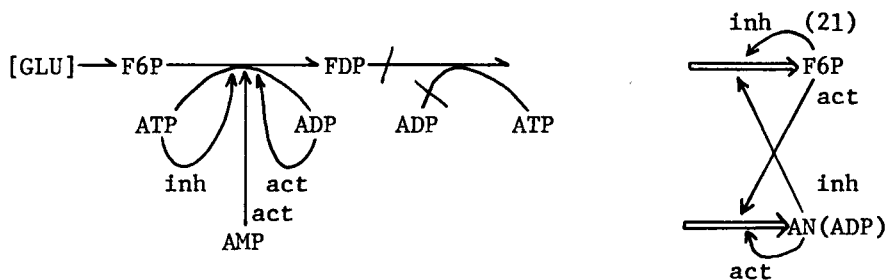 inh (21)
[GLU] F6P FDP F6P
act
ATP ADP ADP ATP
inh act inh
act
AMP AN(ADP)
act